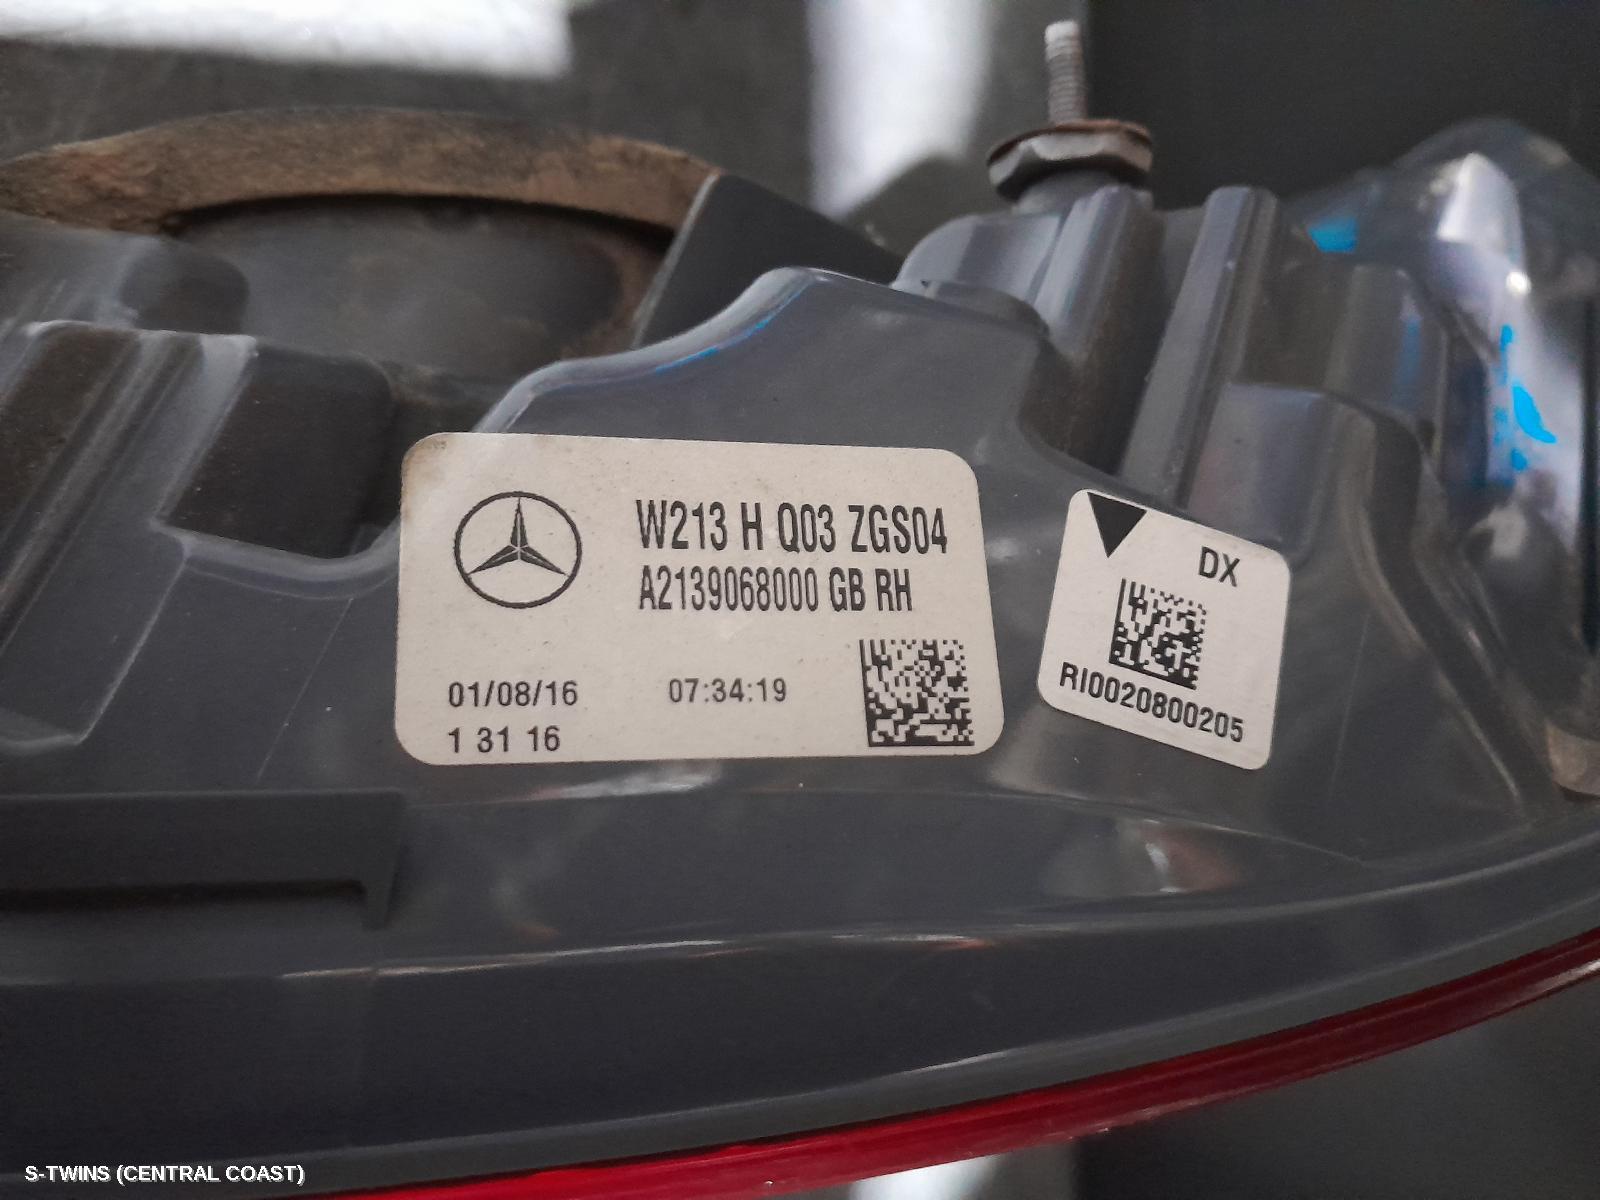 W213 H Q03 ZGS04
A2139068000 GB RH
01/08/16 07:34:19
1 31 16
DX
RI0020800205
S-TWINS (CENTRAL COAST)